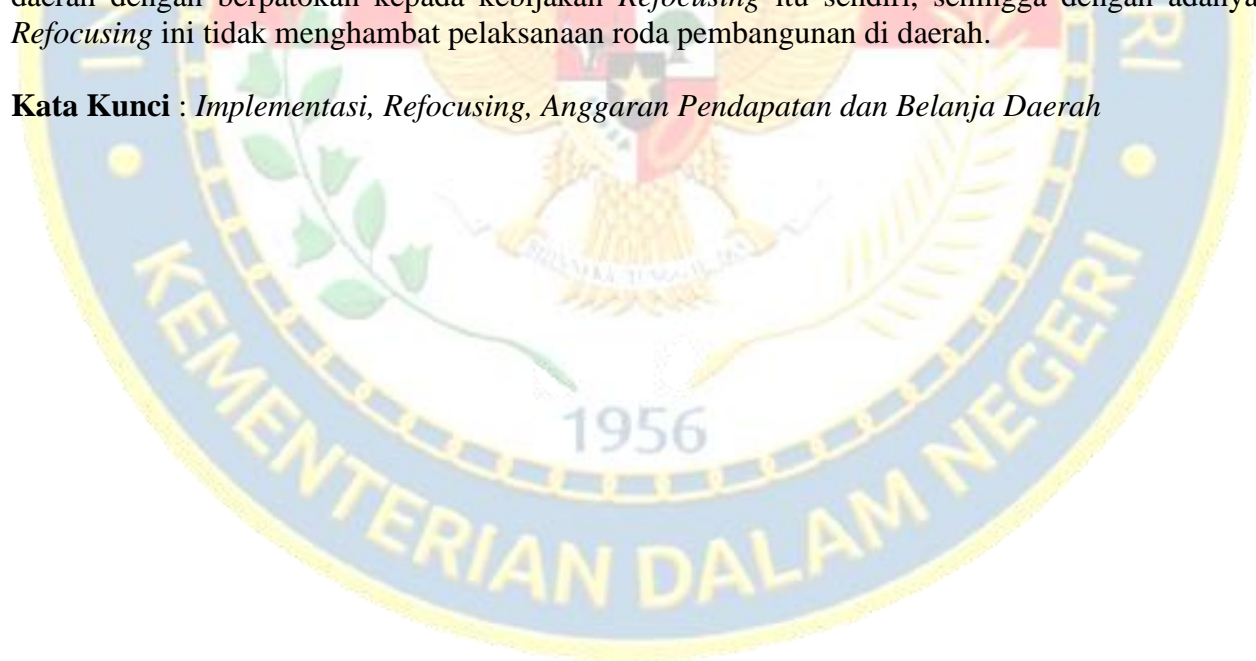 daerah dengan berpatokan kepada kebijakan Refocusing itu sendiri, sehingga dengan adanya
Refocusing ini tidak menghambat pelaksanaan roda pembangunan di daerah.
Kata Kunci : Implementasi, Refocusing, Anggaran Pendapatan dan Belanja Daerah
RI
1956
KEMENTERIAN DALAM NEGERI